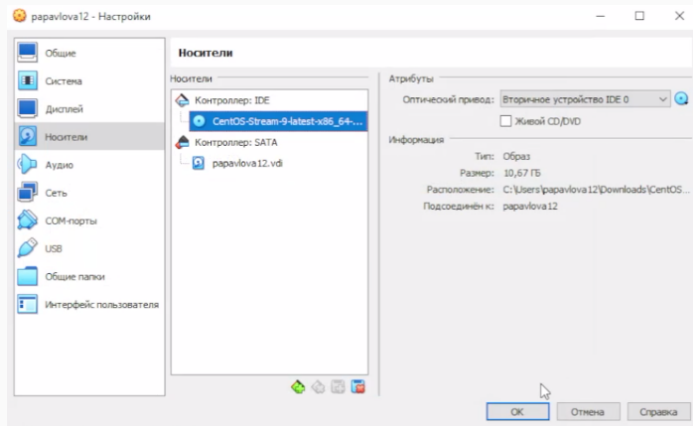 papavlova12 - Настройки
Общие
Система
Дисплей
Носители
Аудио
Сеть
COM-порты
USB
Общие папки
Интерфейс пользователя
Носители
Носители
Контроллер: IDE
CentOS-Stream-9-latest-x86_64-...
Контроллер: SATA
papavlova12.vdi
Атрибуты
Оптический привод: Вторичное устройство IDE 0
Живой CD/DVD
Информация
Тип: Образ
Размер: 10,67 ГБ
Расположение: C:\Users\papavlova12\Downloads\CentOS...
Подсоединён к: papavlova12
OK
Отмена
Справка